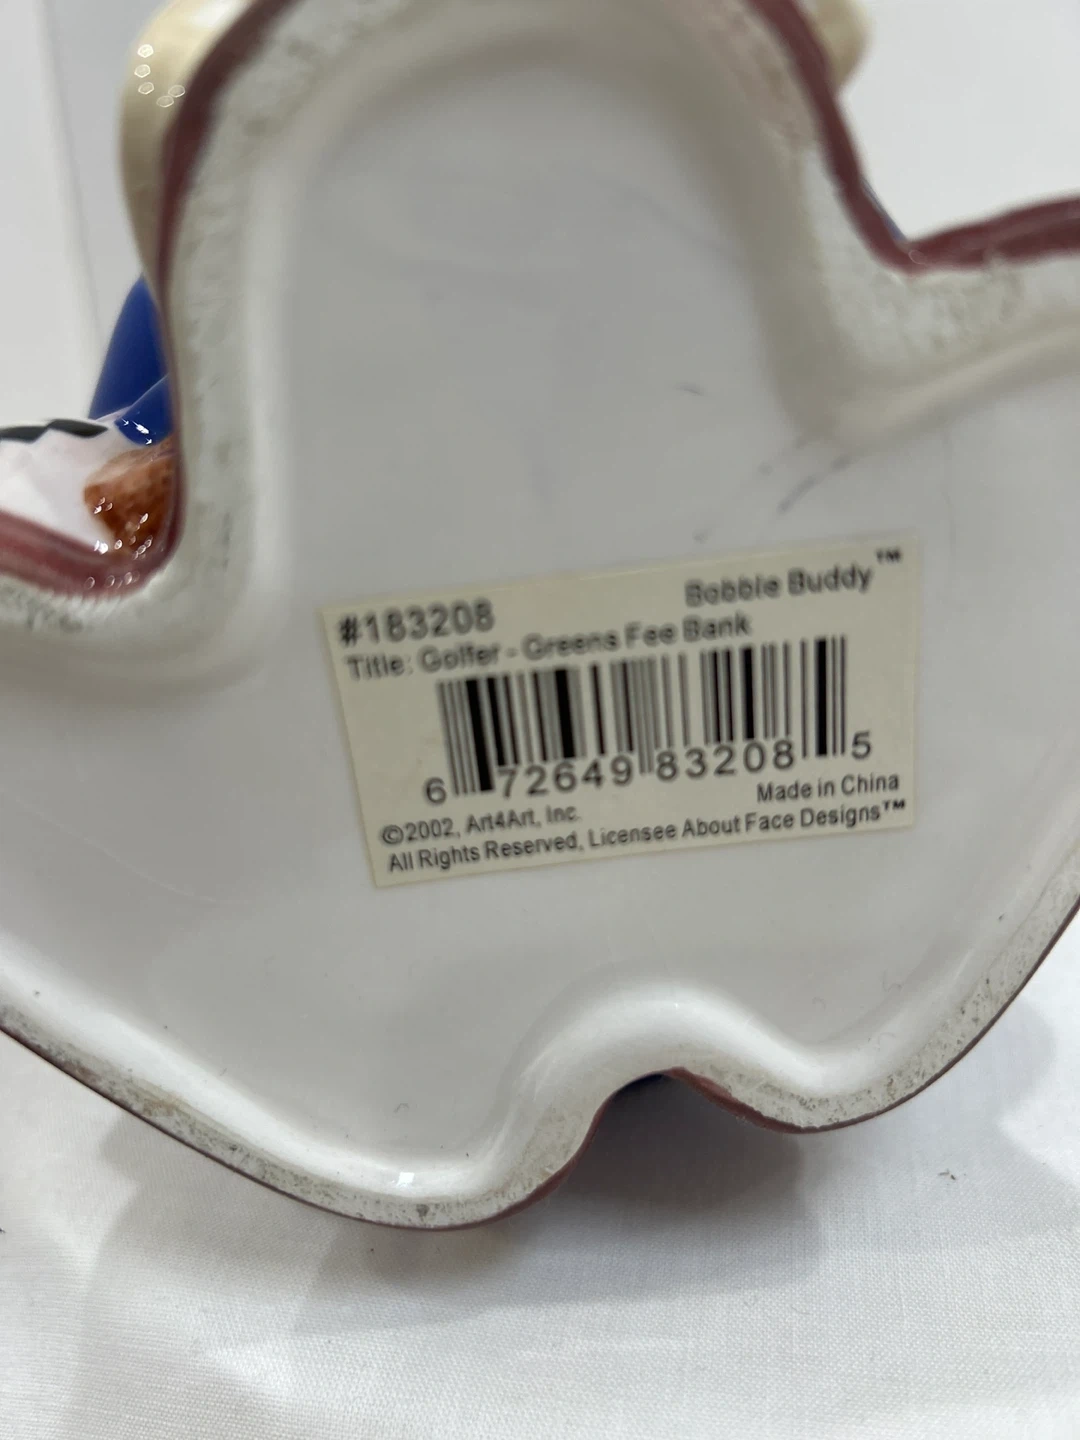 #183208 Bobble Buddy™
Title: Golfer - Greens Fee Bank
6 72649 83208 5
Made in China
©2002, Art4Art, Inc.
All Rights Reserved, Licensee About Face Designs™